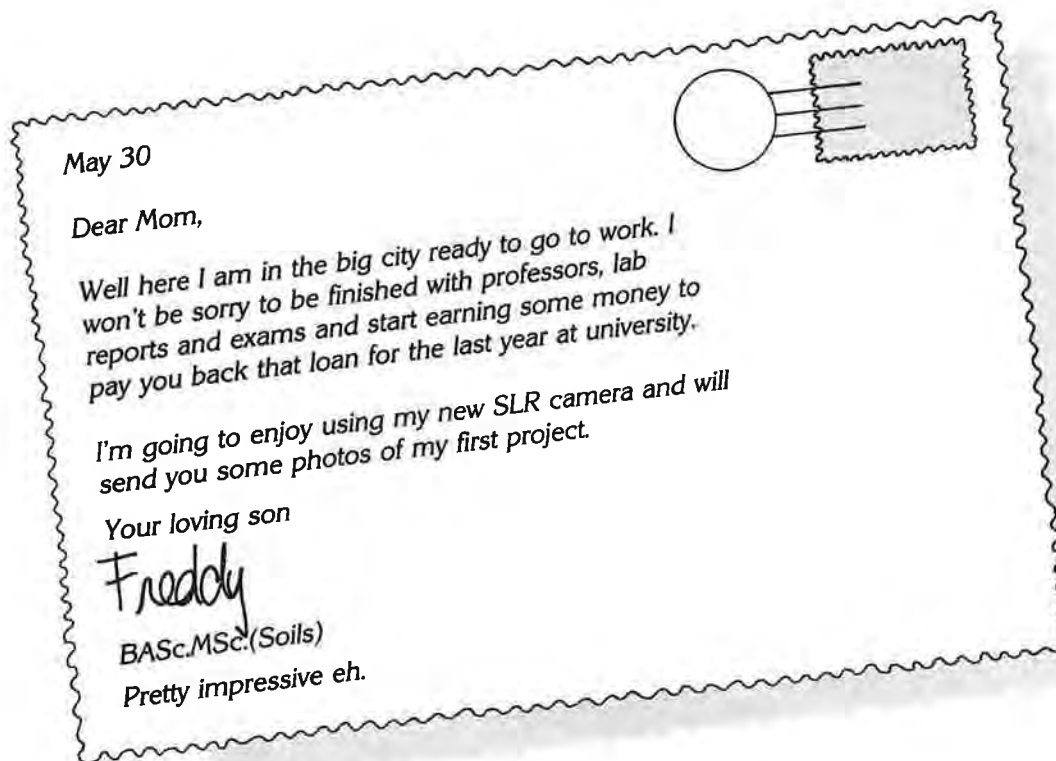 May 30
Dear Mom,
Well here I am in the big city ready to go to work. I
won't be sorry to be finished with professors, lab
reports and exams and start earning some money to
pay you back that loan for the last year at university.
I'm going to enjoy using my new SLR camera and will
send you some photos of my first project.
Your loving son
Freddy
BASc.MSc.(Soils)
Pretty impressive eh.